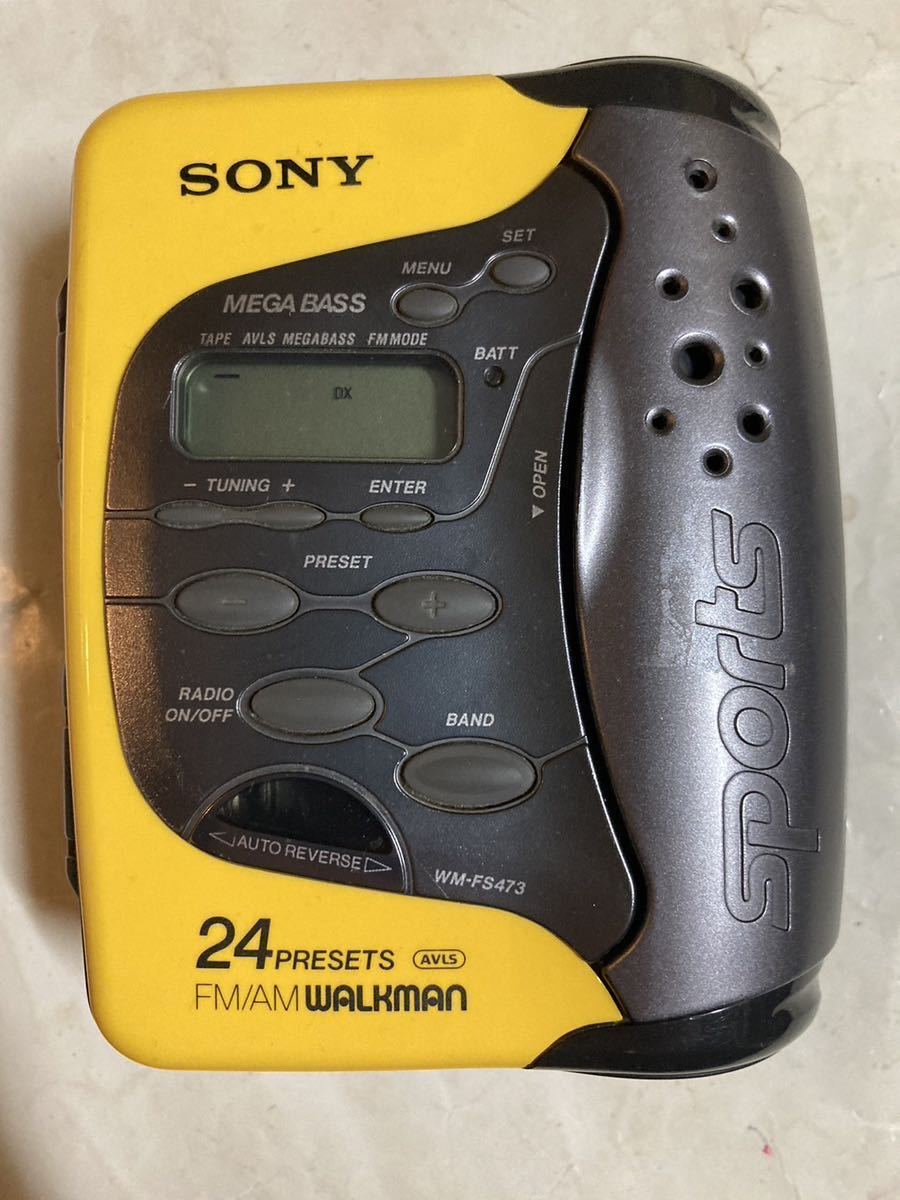 SONY
SET
MENU
MEGA BASS
TAPE AVLS MEGABASS FM MODE
BATT
DX
OPEN
− TUNING +
ENTER
PRESET
− +
RADIO
ON/OFF
BAND
AUTO REVERSE
WM-FS473
24 PRESETS AVLS
FM/AM WALKMAN
sports